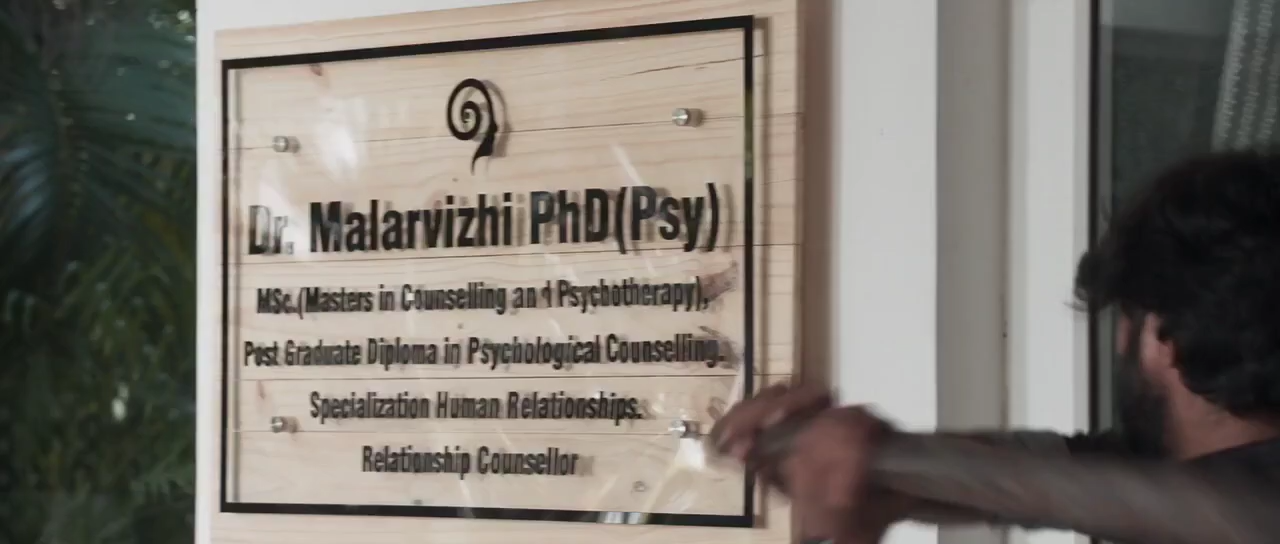 Dr. Malarvizhi PhD(Psy)
MSc.(Masters in Counselling and Psychotherapy),
Post Graduate Diploma in Psychological Counselling.
Specialization Human Relationships.
Relationship Counsellor